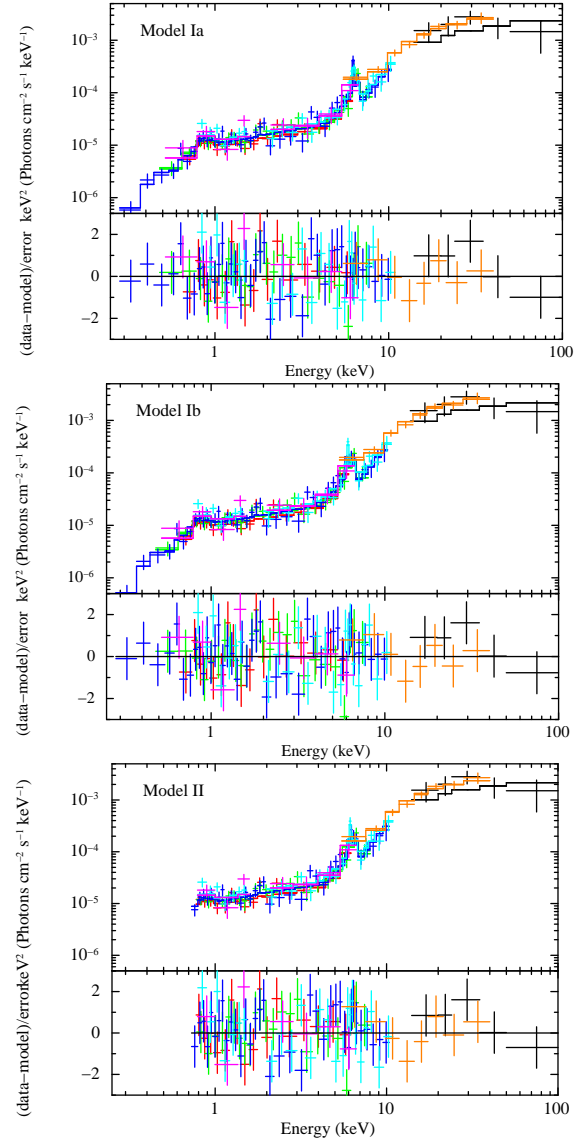 Model Ia
10⁻³
10⁻⁴
10⁻⁵
10⁻⁶
keV² (Photons cm⁻² s⁻¹ keV⁻¹)
2
0
−2
(data−model)/error
1 10 100
Energy (keV)
Model Ib
10⁻³
10⁻⁴
10⁻⁵
10⁻⁶
keV² (Photons cm⁻² s⁻¹ keV⁻¹)
2
0
−2
(data−model)/error
1 10 100
Energy (keV)
Model II
10⁻³
10⁻⁴
10⁻⁵
10⁻⁶
keV² (Photons cm⁻² s⁻¹ keV⁻¹)
2
0
−2
(data−model)/error
1 10 100
Energy (keV)